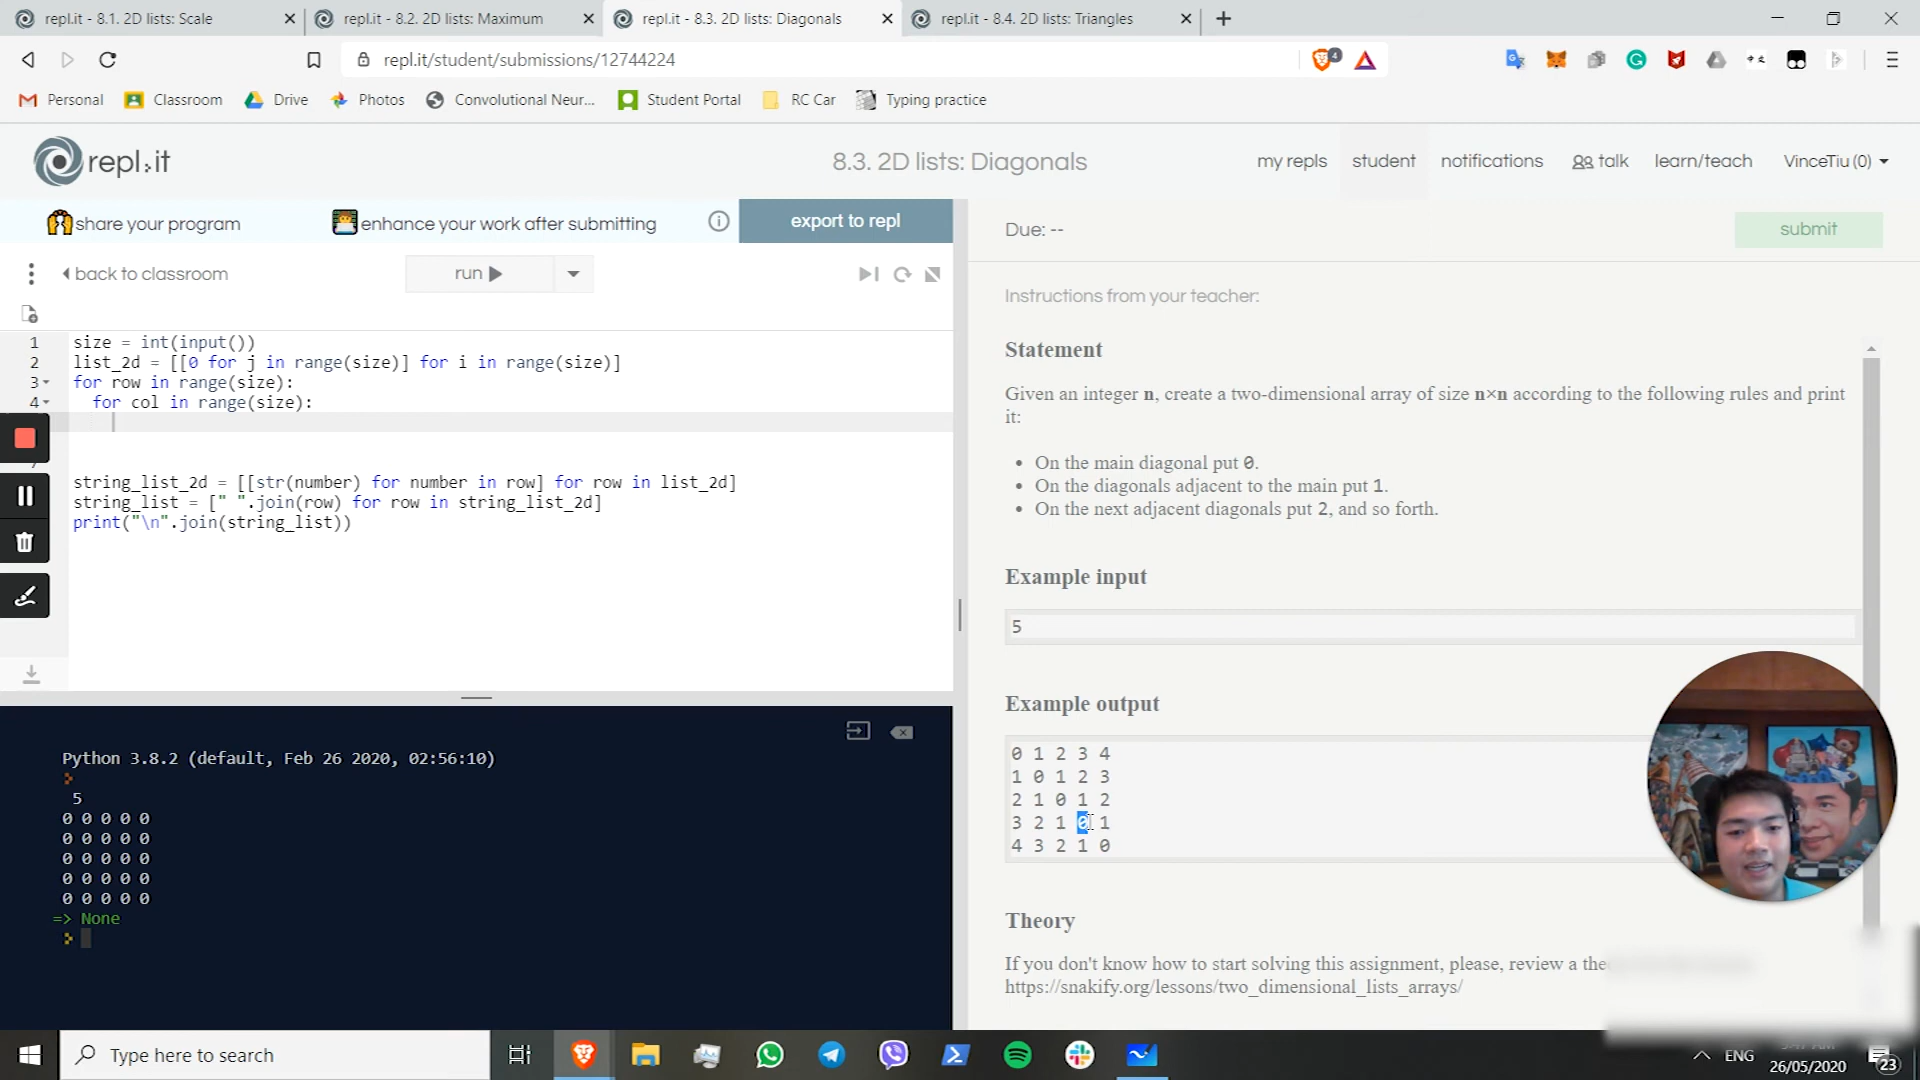 repl.it - 8.1. 2D lists: Scale
repl.it - 8.2. 2D lists: Maximum
repl.it - 8.3. 2D lists: Diagonals
repl.it - 8.4. 2D lists: Triangles
repl.it/student/submissions/12744224
4
Personal
Classroom
Drive
Photos
Convolutional Neur...
Student Portal
RC Car
Typing practice
repl.it
8.3. 2D lists: Diagonals
my repls
student
notifications
talk
learn/teach
VinceTiu (0)
share your program
enhance your work after submitting
export to repl
Due: --
submit
back to classroom
run
Instructions from your teacher:
1 size = int(input())
2 list_2d = [[0 for j in range(size)] for i in range(size)]
3 for row in range(size):
4 for col in range(size):
string_list_2d = [[str(number) for number in row] for row in list_2d]
string_list = [" ".join(row) for row in string_list_2d]
print("\n".join(string_list))
Statement
Given an integer n, create a two-dimensional array of size n×n according to the following rules and print
it:
• On the main diagonal put 0.
• On the diagonals adjacent to the main put 1.
• On the next adjacent diagonals put 2, and so forth.
Example input
5
Example output
0 1 2 3 4
1 0 1 2 3
2 1 0 1 2
3 2 1 0 1
4 3 2 1 0
Theory
If you don't know how to start solving this assignment, please, review a
https://snakify.org/lessons/two_dimensional_lists_arrays/
Python 3.8.2 (default, Feb 26 2020, 02:56:10)
5
0 0 0 0 0
0 0 0 0 0
0 0 0 0 0
0 0 0 0 0
0 0 0 0 0
=> None
Type here to search
ENG
26/05/2020
23